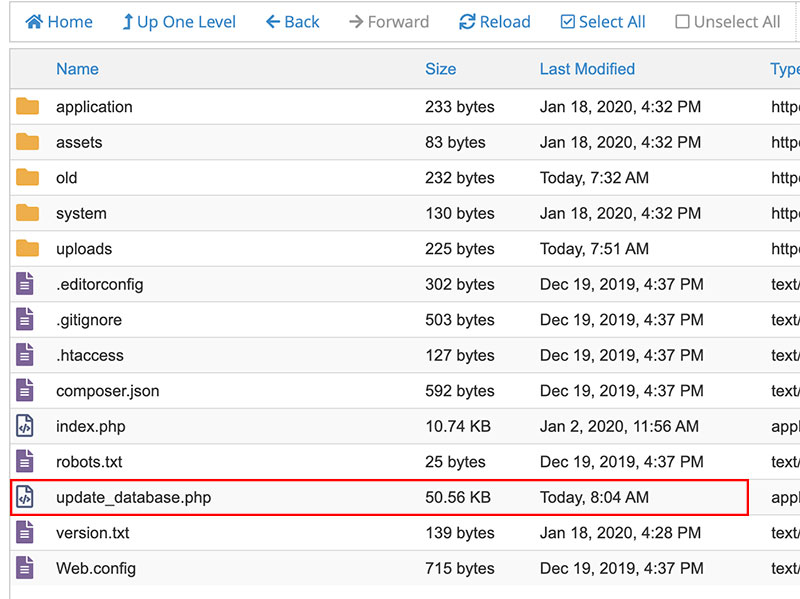 Home Up One Level Back Forward Reload Select All Unselect All
Name Size Last Modified Type
application 233 bytes Jan 18, 2020, 4:32 PM http
assets 83 bytes Jan 18, 2020, 4:32 PM http
old 232 bytes Today, 7:32 AM http
system 130 bytes Jan 18, 2020, 4:32 PM http
uploads 225 bytes Today, 7:51 AM http
.editorconfig 302 bytes Dec 19, 2019, 4:37 PM text/
.gitignore 503 bytes Dec 19, 2019, 4:37 PM text/
.htaccess 127 bytes Dec 19, 2019, 4:37 PM text/
composer.json 592 bytes Dec 19, 2019, 4:37 PM text/
index.php 10.74 KB Jan 2, 2020, 11:56 AM appl
robots.txt 25 bytes Dec 19, 2019, 4:37 PM text/
update_database.php 50.56 KB Today, 8:04 AM appl
version.txt 139 bytes Jan 18, 2020, 4:28 PM text/
Web.config 715 bytes Dec 19, 2019, 4:37 PM text/